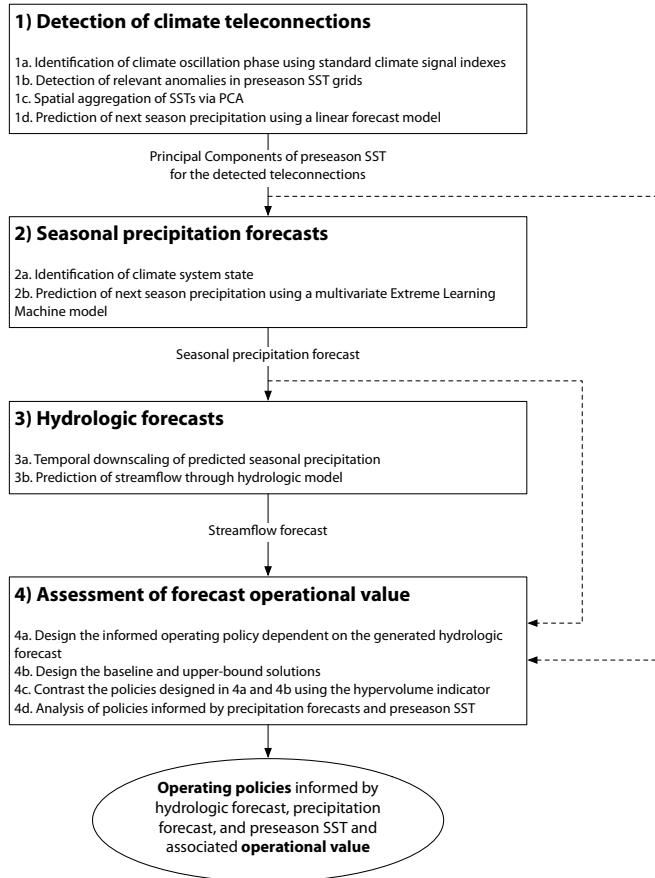 1) Detection of climate teleconnections
1a. Identification of climate oscillation phase using standard climate signal indexes
1b. Detection of relevant anomalies in preseason SST grids
1c. Spatial aggregation of SSTs via PCA
1d. Prediction of next season precipitation using a linear forecast model
Principal Components of preseason SST
for the detected teleconnections
2) Seasonal precipitation forecasts
2a. Identification of climate system state
2b. Prediction of next season precipitation using a multivariate Extreme Learning
Machine model
Seasonal precipitation forecast
3) Hydrologic forecasts
3a. Temporal downscaling of predicted seasonal precipitation
3b. Prediction of streamflow through hydrologic model
Streamflow forecast
4) Assessment of forecast operational value
4a. Design the informed operating policy dependent on the generated hydrologic
forecast
4b. Design the baseline and upper-bound solutions
4c. Contrast the policies designed in 4a and 4b using the hypervolume indicator
4d. Analysis of policies informed by precipitation forecasts and preseason SST
Operating policies informed by
hydrologic forecast, precipitation
forecast, and preseason SST and
associated operational value